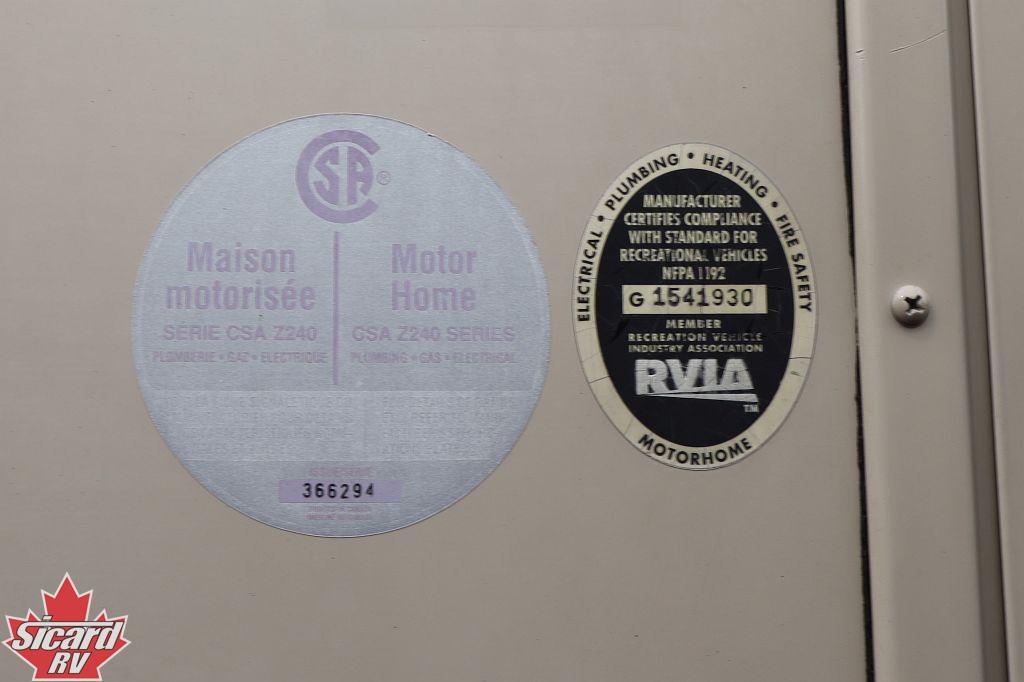 CSA ®
Maison
motorisée
SÉRIE CSA Z240
PLOMBERIE • GAZ • ELECTRIQUE
Motor
Home
CSA Z240 SERIES
PLUMBING • GAS • ELECTRICAL
366294
ELECTRICAL • PLUMBING • HEATING • FIRE SAFETY
MANUFACTURER
CERTIFIES COMPLIANCE
WITH STANDARD FOR
RECREATIONAL VEHICLES
NFPA 1192
G 1541930
MEMBER
RECREATION VEHICLE
INDUSTRY ASSOCIATION
RVIA
TM
MOTORHOME
Sicard
RV